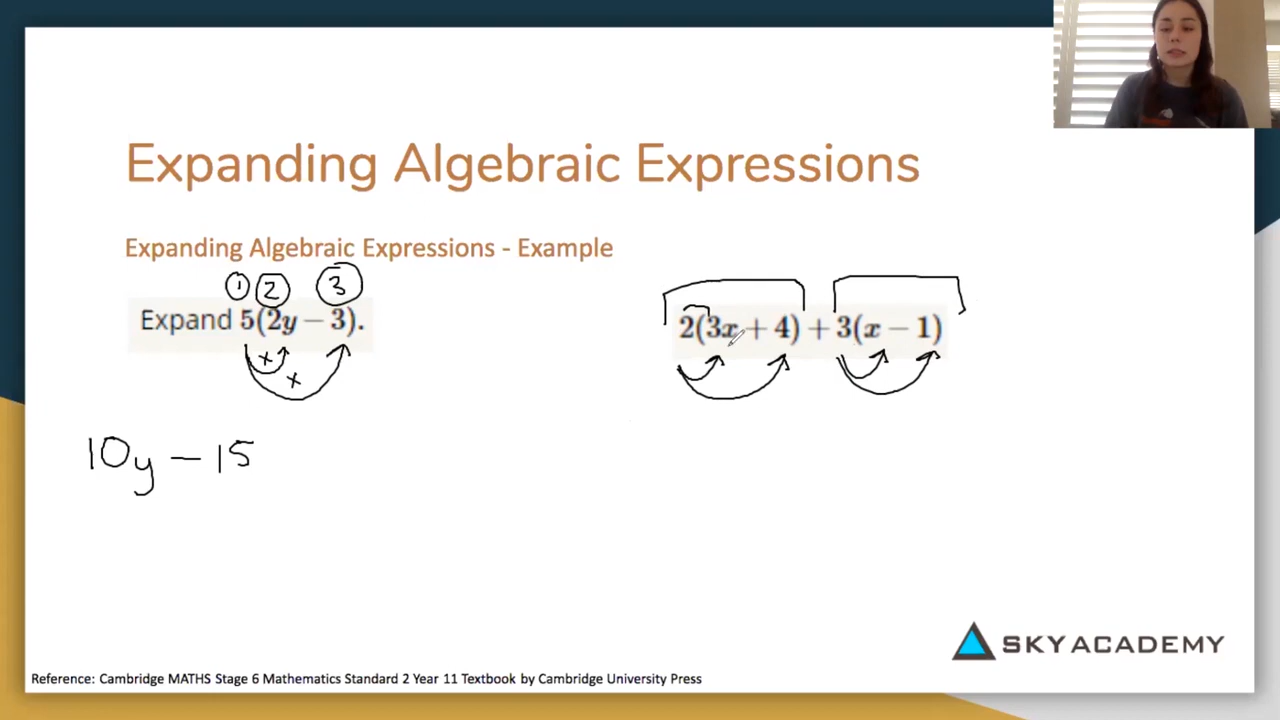 Expanding Algebraic Expressions
Expanding Algebraic Expressions - Example
1 2 3
Expand 5(2y − 3).
x
x
10y − 15
2(3x + 4) + 3(x − 1)
SKY ACADEMY
Reference: Cambridge MATHS Stage 6 Mathematics Standard 2 Year 11 Textbook by Cambridge University Press